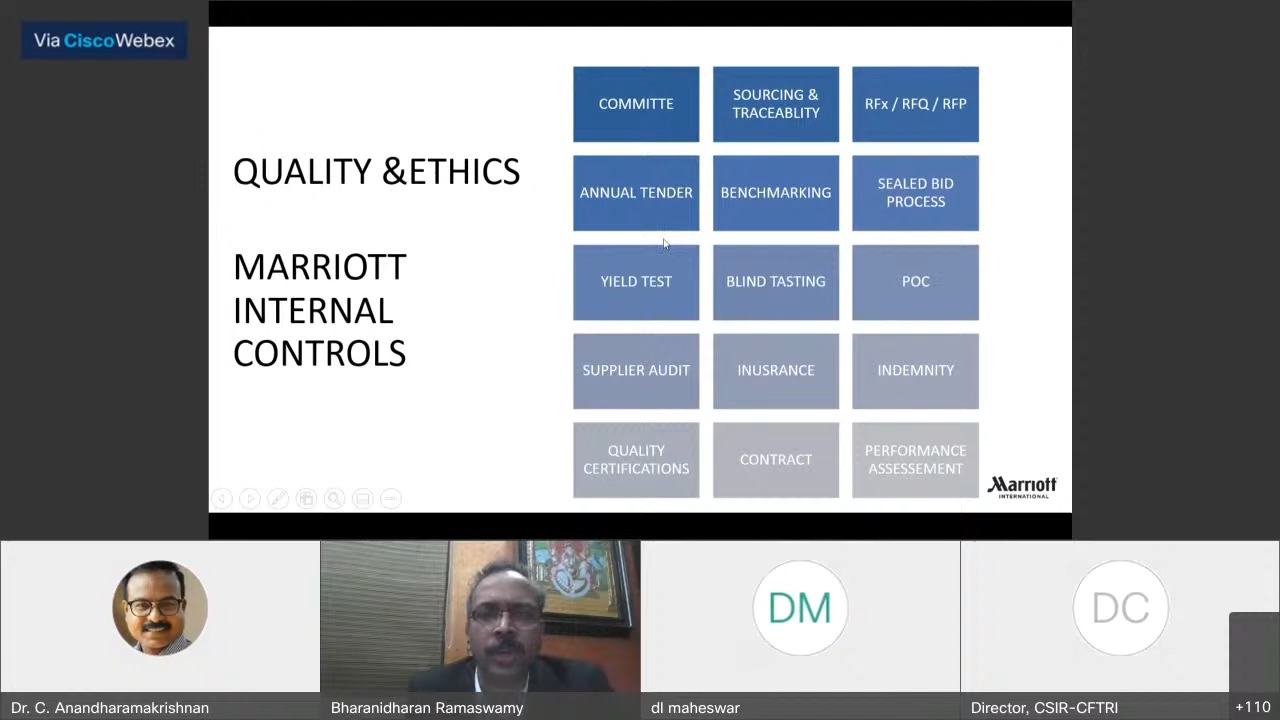 Via CiscoWebex
QUALITY &ETHICS
MARRIOTT
INTERNAL
CONTROLS
COMMITTE
SOURCING &
TRACEABLITY
RFx / RFQ / RFP
ANNUAL TENDER
BENCHMARKING
SEALED BID
PROCESS
YIELD TEST
BLIND TASTING
POC
SUPPLIER AUDIT
INUSRANCE
INDEMNITY
QUALITY
CERTIFICATIONS
CONTRACT
PERFORMANCE
ASSESSEMENT
Marriott
INTERNATIONAL
DM
DC
Dr. C. Anandharamakrishnan
Bharanidharan Ramaswamy
dl maheswar
Director, CSIR-CFTRI
+110